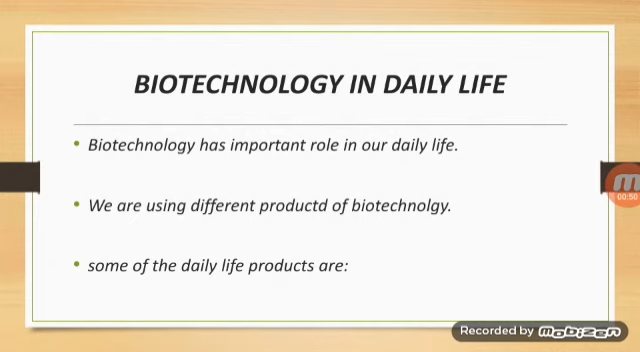 BIOTECHNOLOGY IN DAILY LIFE
Biotechnology has important role in our daily life.
We are using different productd of biotechnolgy.
00:50
some of the daily life products are:
Recorded by mobizen